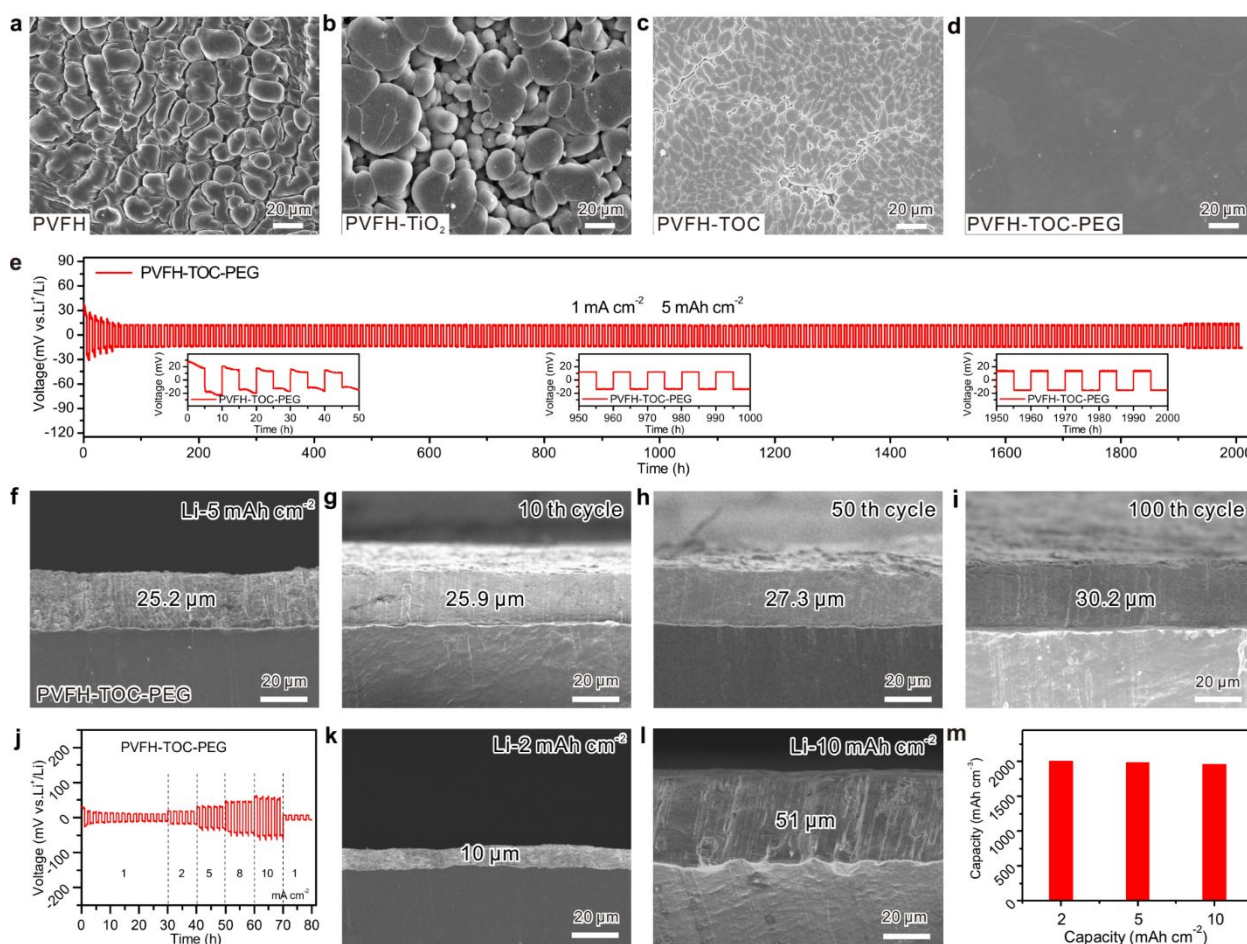 a
PVFH
20 μm
b
PVFH-TiO₂
20 μm
c
PVFH-TOC
20 μm
d
PVFH-TOC-PEG
20 μm
e
PVFH-TOC-PEG
1 mA cm⁻² 5 mAh cm⁻²
Voltage(mV vs.Li⁺/Li)
90
60
30
0
-30
-60
-90
-120
Voltage (mV)
20
0
-20
PVFH-TOC-PEG
0 10 20 30 40 50
Time (h)
Voltage (mV)
20
0
-20
PVFH-TOC-PEG
950 960 970 980 990 1000
Time (h)
Voltage (mV)
20
0
-20
PVFH-TOC-PEG
1950 1960 1970 1980 1990 2000
Time (h)
0 200 400 600 800 1000 1200 1400 1600 1800 2000
Time (h)
f
Li-5 mAh cm⁻²
25.2 μm
20 μm
PVFH-TOC-PEG
g
10 th cycle
25.9 μm
20 μm
h
50 th cycle
27.3 μm
20 μm
i
100 th cycle
30.2 μm
20 μm
j
PVFH-TOC-PEG
Voltage (mV vs.Li⁺/Li)
200
100
0
-100
-200
1 2 5 8 10 1
mA cm⁻²
0 10 20 30 40 50 60 70 80
Time (h)
k
Li-2 mAh cm⁻²
10 μm
20 μm
l
Li-10 mAh cm⁻²
51 μm
20 μm
m
Capacity (mAh cm⁻³)
2000
1500
1000
500
0
2 5 10
Capacity (mAh cm⁻²)